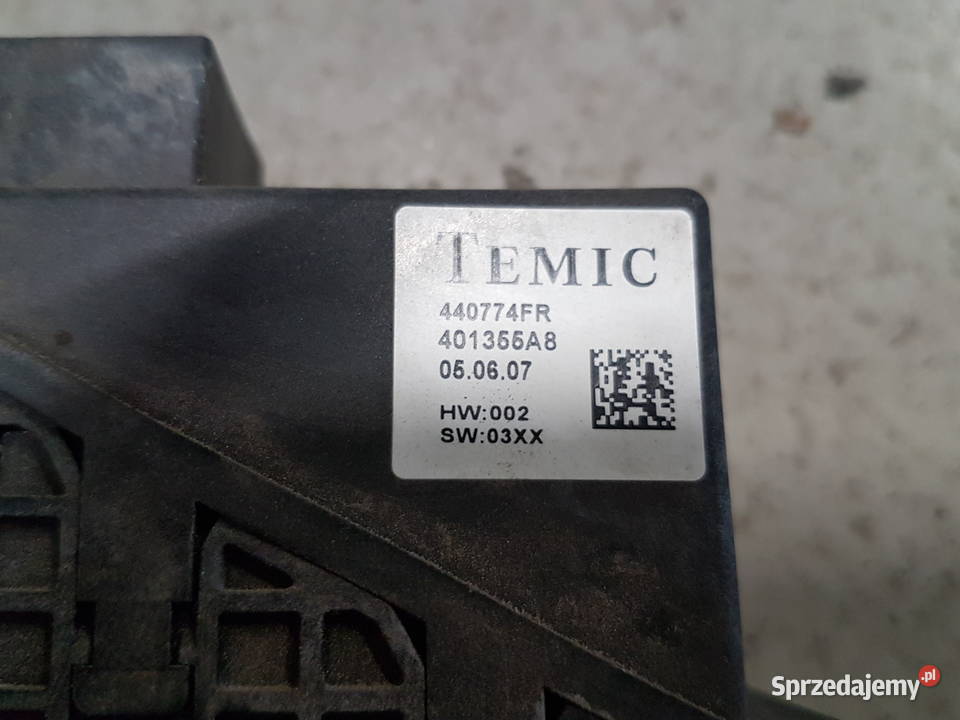 TEMIC
440774FR
401355A8
05.06.07
HW:002
SW:03XX
Sprzedajemy.pl